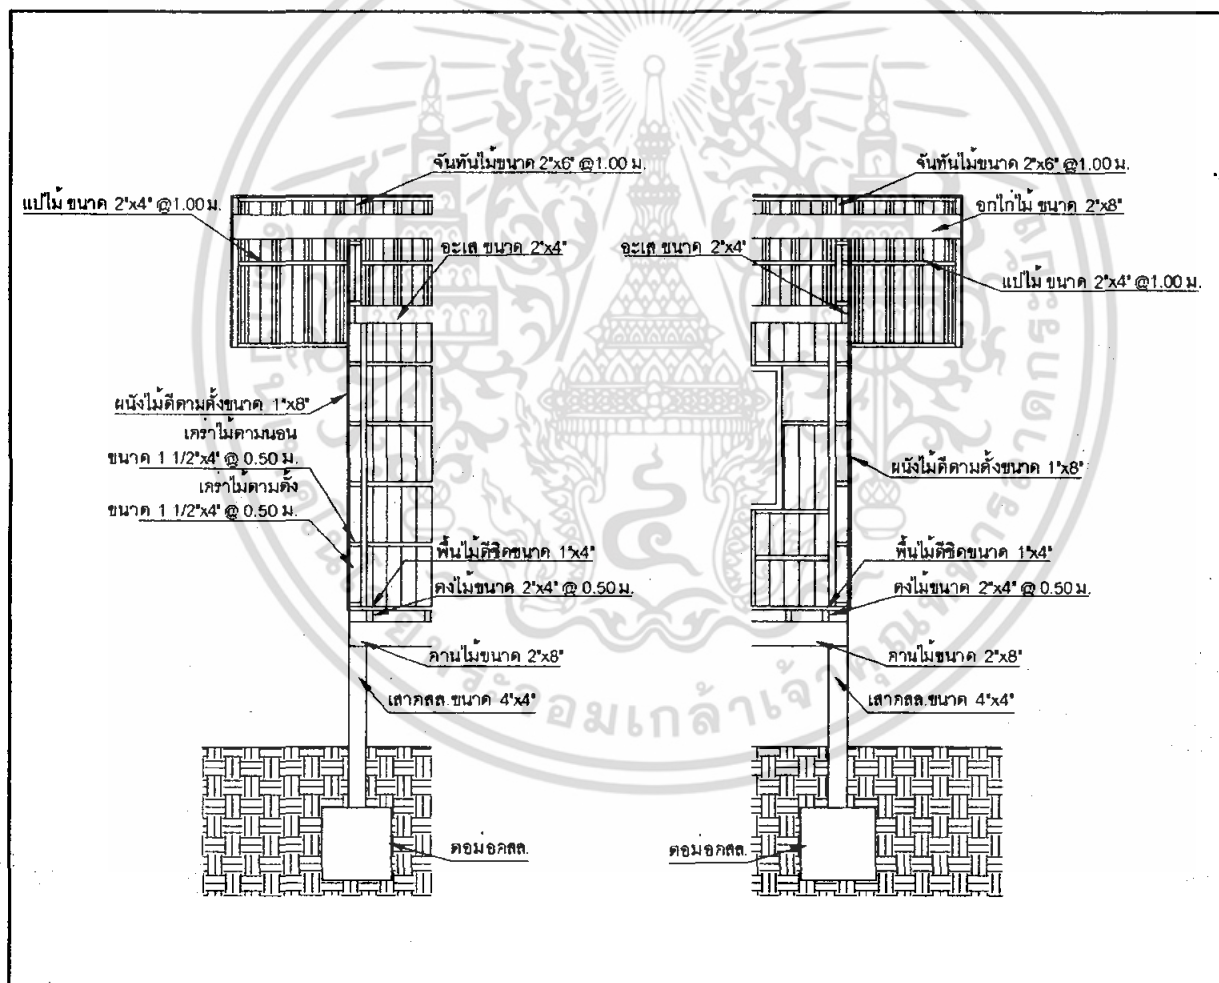 จันทันไม้ขนาด 2"x6" @1.00 ม.
แปไม้ ขนาด 2"x4" @1.00 ม.
อะเส ขนาด 2"x4"
ผนังไม้ตีตามตั้งขนาด 1"x8"
เคร่าไม้ตามนอน
ขนาด 1 1/2"x4" @ 0.50 ม.
เคร่าไม้ตามตั้ง
ขนาด 1 1/2"x4" @ 0.50 ม.
พื้นไม้ตีชิดขนาด 1"x4"
ตงไม้ขนาด 2"x4" @ 0.50 ม.
คานไม้ขนาด 2"x8"
เสาคสล.ขนาด 4"x4"
ตอม่อคสล.
จันทันไม้ขนาด 2"x6" @1.00 ม.
อกไก่ไม้ ขนาด 2"x8"
อะเส ขนาด 2"x4"
แปไม้ ขนาด 2"x4" @1.00 ม.
ผนังไม้ตีตามตั้งขนาด 1"x8"
พื้นไม้ตีชิดขนาด 1"x4"
ตงไม้ขนาด 2"x4" @ 0.50 ม.
คานไม้ขนาด 2"x8"
เสาคสล.ขนาด 4"x4"
ตอม่อคสล.